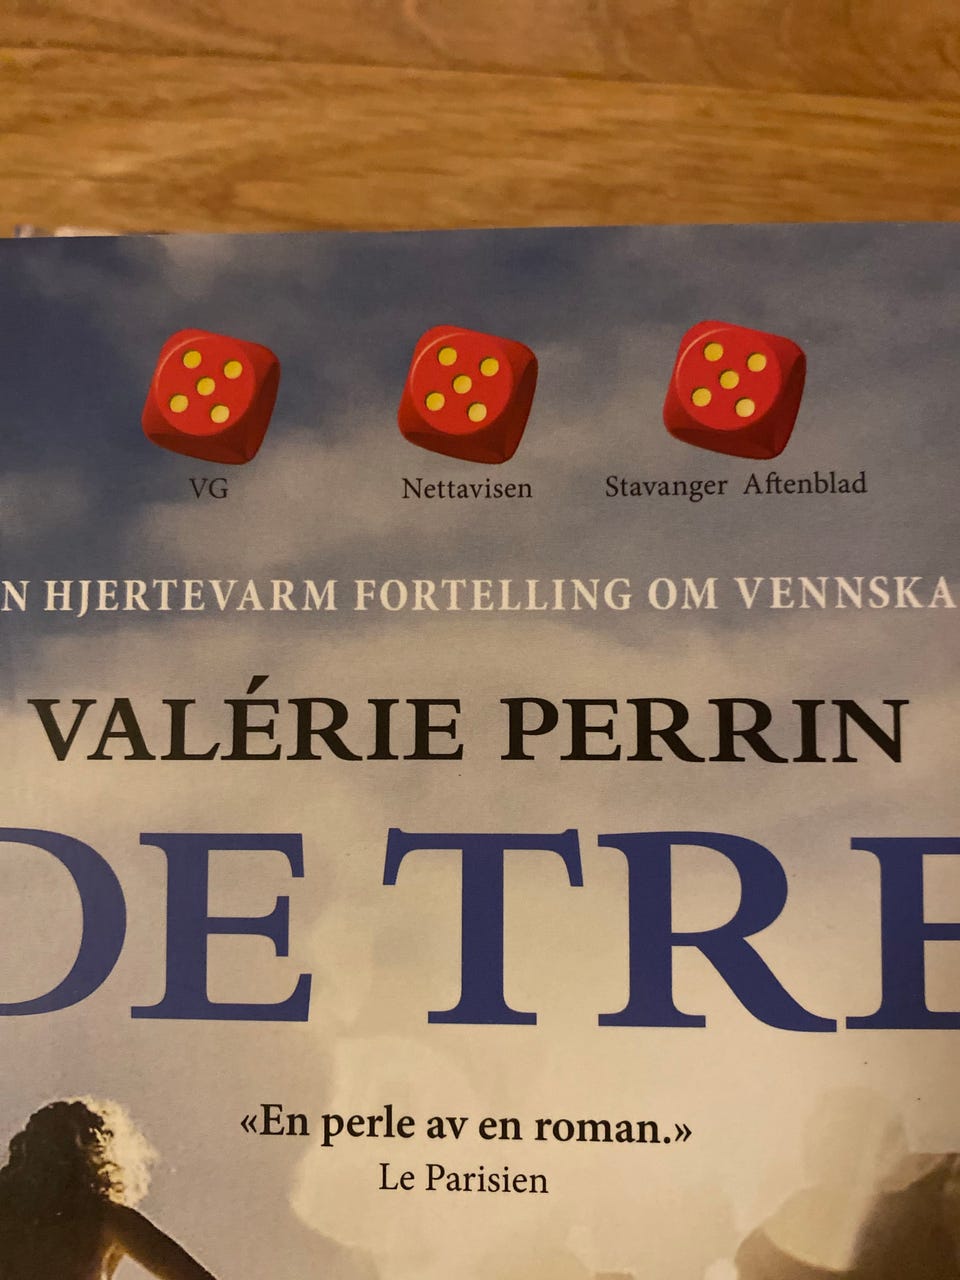 VG Nettavisen Stavanger Aftenblad
N HJERTEVARM FORTELLING OM VENNSKA
VALÉRIE PERRIN
DE TRE
«En perle av en roman.»
Le Parisien